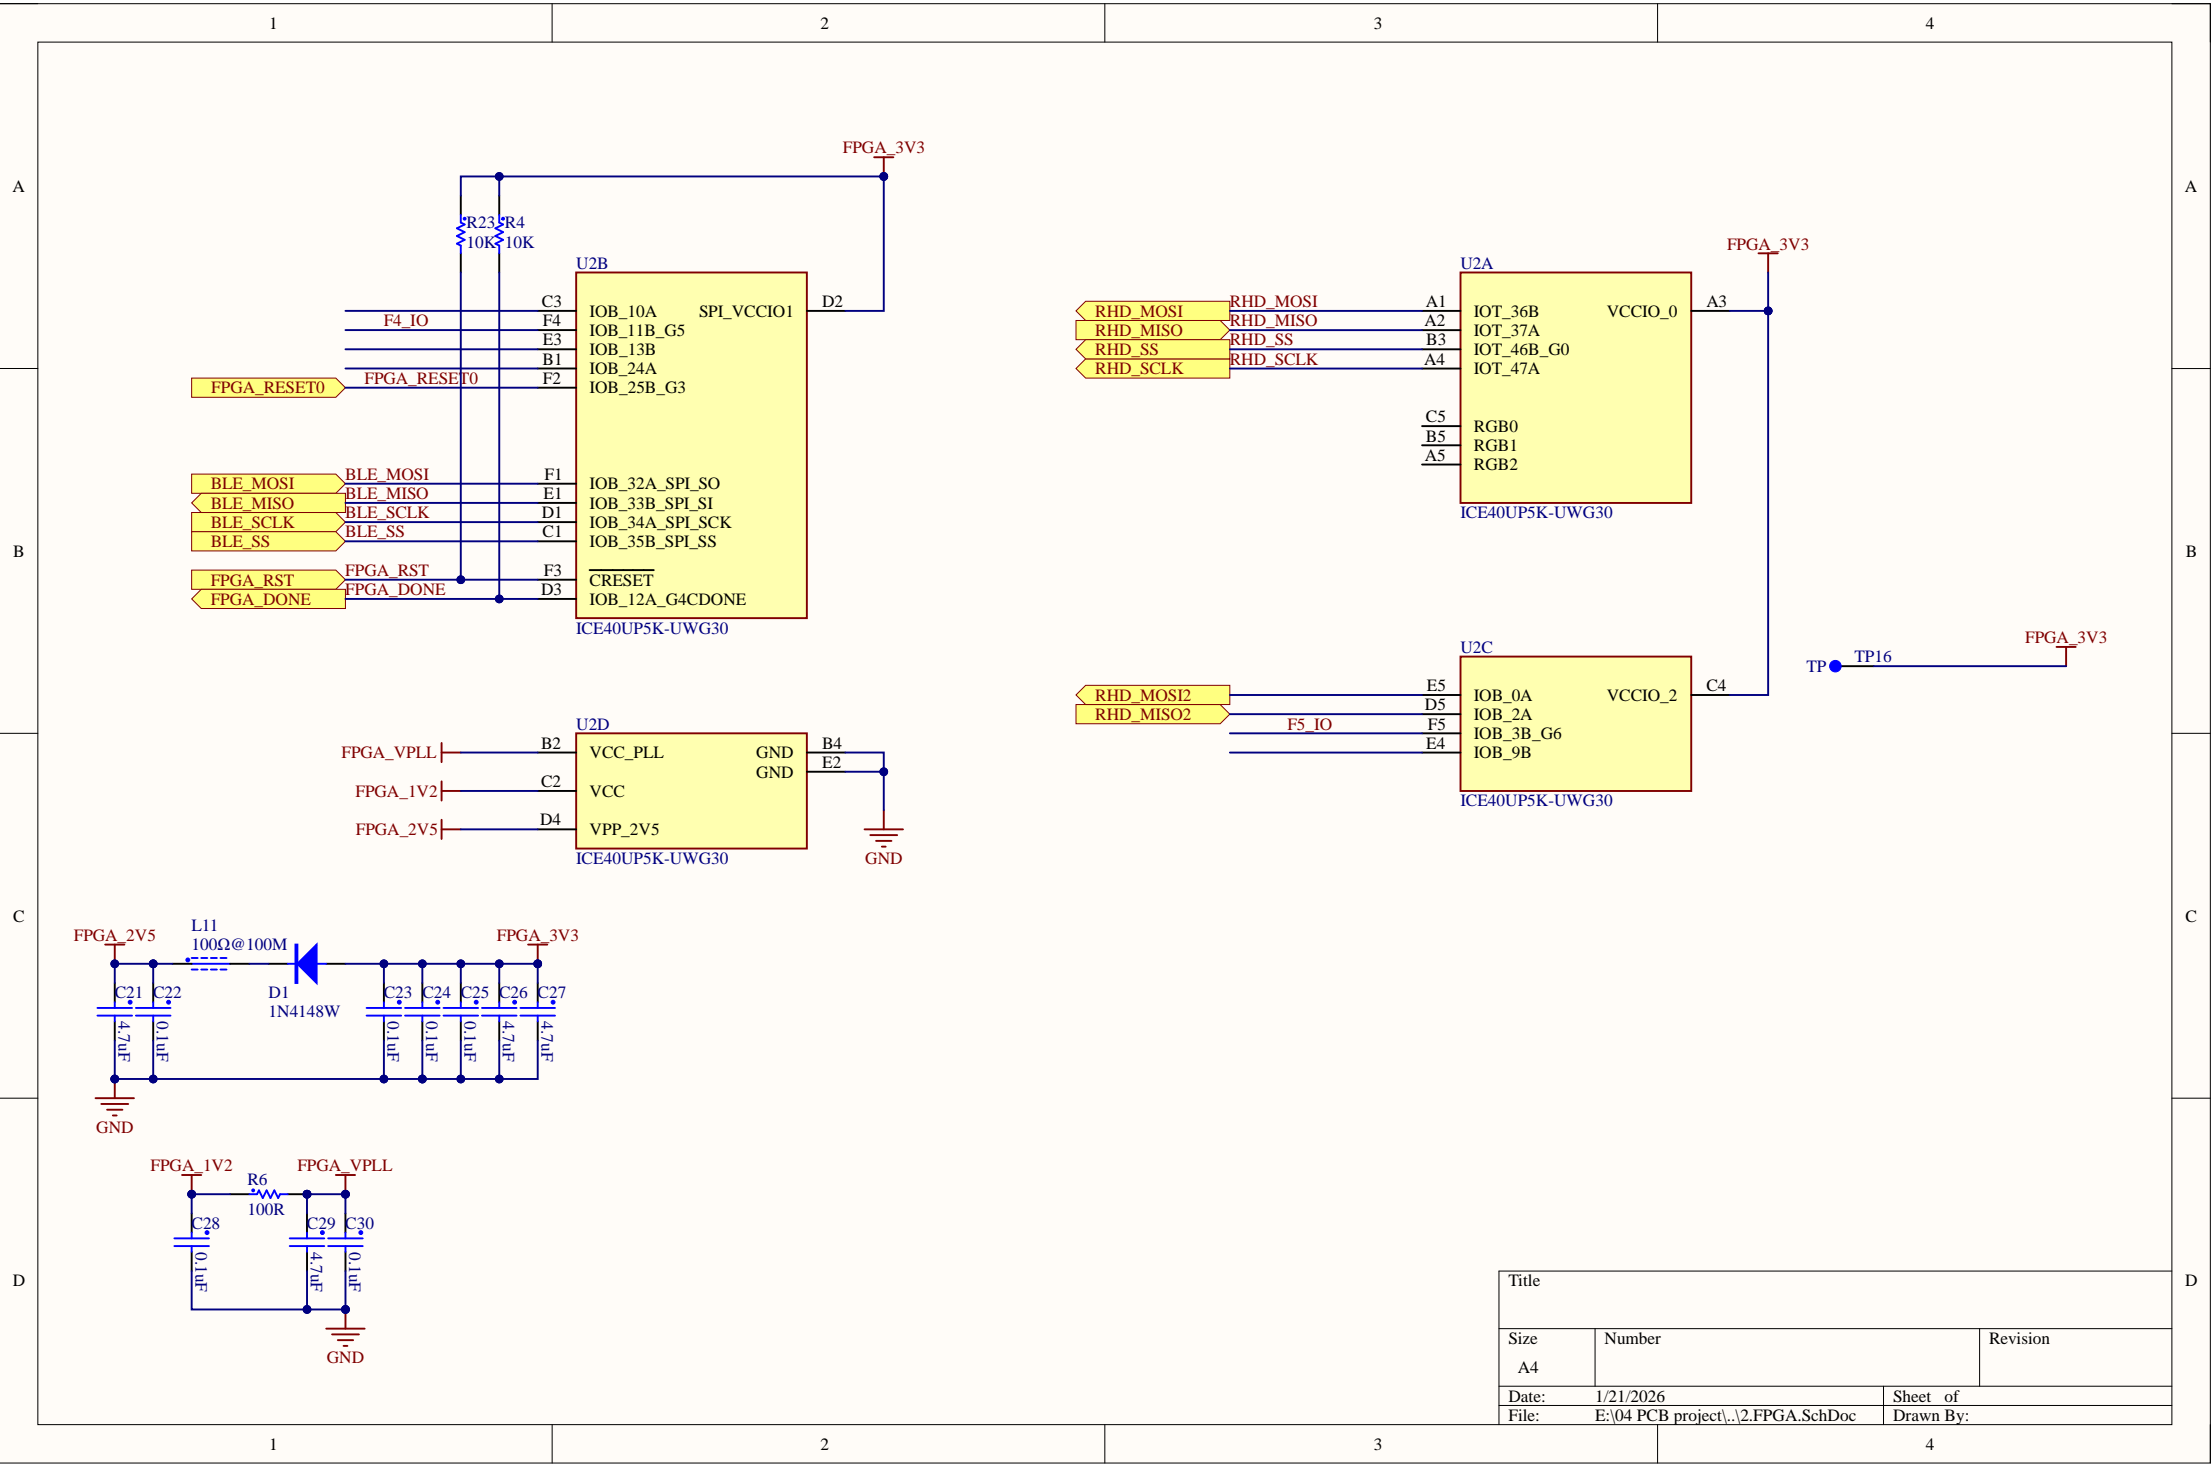 1 2 3 4
A A
B B
C C
D D
FPGA_3V3
R23 R4
10K 10K
U2B
C3 IOB_10A SPI_VCCIO1 D2
F4_IO F4 IOB_11B_G5
E3 IOB_13B
B1 IOB_24A
FPGA_RESET0 FPGA_RESET0 F2 IOB_25B_G3
BLE_MOSI BLE_MOSI F1 IOB_32A_SPI_SO
BLE_MISO BLE_MISO E1 IOB_33B_SPI_SI
BLE_SCLK BLE_SCLK D1 IOB_34A_SPI_SCK
BLE_SS BLE_SS C1 IOB_35B_SPI_SS
FPGA_RST FPGA_RST F3 CRESET
FPGA_DONE FPGA_DONE D3 IOB_12A_G4CDONE
ICE40UP5K-UWG30
FPGA_3V3
U2A
RHD_MOSI RHD_MOSI A1 IOT_36B VCCIO_0 A3
RHD_MISO RHD_MISO A2 IOT_37A
RHD_SS RHD_SS B3 IOT_46B_G0
RHD_SCLK RHD_SCLK A4 IOT_47A
C5 RGB0
B5 RGB1
A5 RGB2
ICE40UP5K-UWG30
U2C
RHD_MOSI2 E5 IOB_0A VCCIO_2 C4
RHD_MISO2 D5 IOB_2A
F5_IO F5 IOB_3B_G6
E4 IOB_9B
ICE40UP5K-UWG30
FPGA_3V3
TP TP16
U2D
FPGA_VPLL B2 VCC_PLL GND B4
GND E2
FPGA_1V2 C2 VCC
FPGA_2V5 D4 VPP_2V5
ICE40UP5K-UWG30
GND
FPGA_2V5 L11 FPGA_3V3
100Ω@100M
C21 C22 D1 C23 C24 C25 C26 C27
1N4148W
4.7uF 0.1uF 0.1uF 0.1uF 0.1uF 4.7uF 4.7uF
GND
FPGA_1V2 FPGA_VPLL
R6
100R
C28 C29 C30
0.1uF 4.7uF 0.1uF
GND
Title
Size Number Revision
A4
Date: 1/21/2026 Sheet of
File: E:\04 PCB project\..\2.FPGA.SchDoc Drawn By:
1 2 3 4